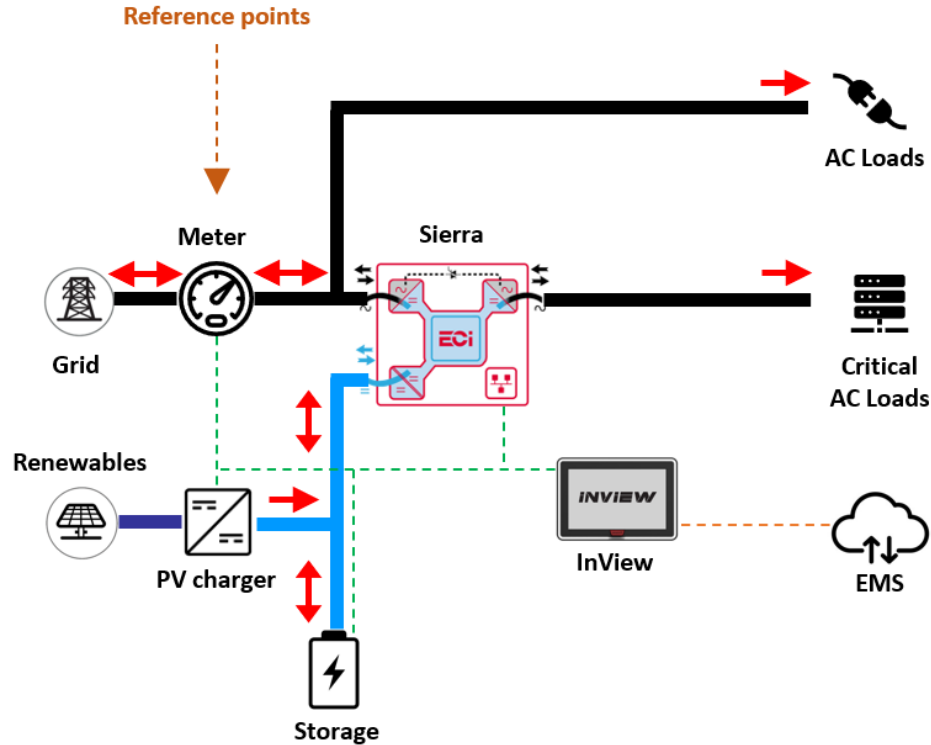 Reference points
AC Loads
Meter
Sierra
ECi
Grid
Critical
AC Loads
Renewables
INVIEW
PV charger
InView
EMS
Storage